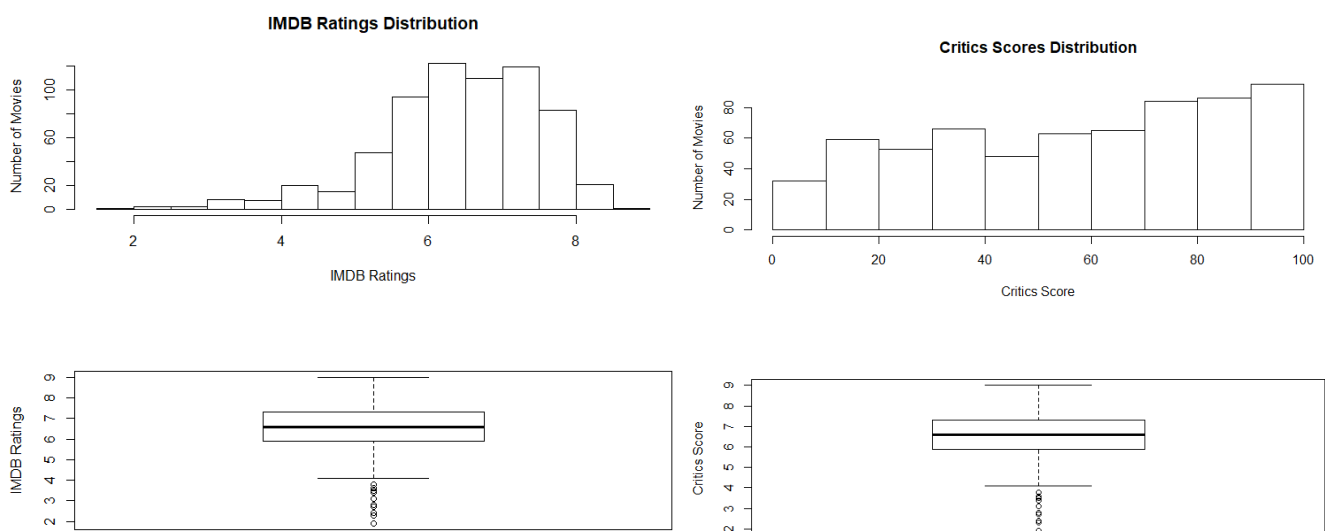 IMDB Ratings Distribution
Number of Movies
0 20 60 100
2 4 6 8
IMDB Ratings
Critics Scores Distribution
Number of Movies
0 20 40 60 80
0 20 40 60 80 100
Critics Score
IMDB Ratings
2 3 4 5 6 7 8 9
Critics Score
2 3 4 5 6 7 8 9